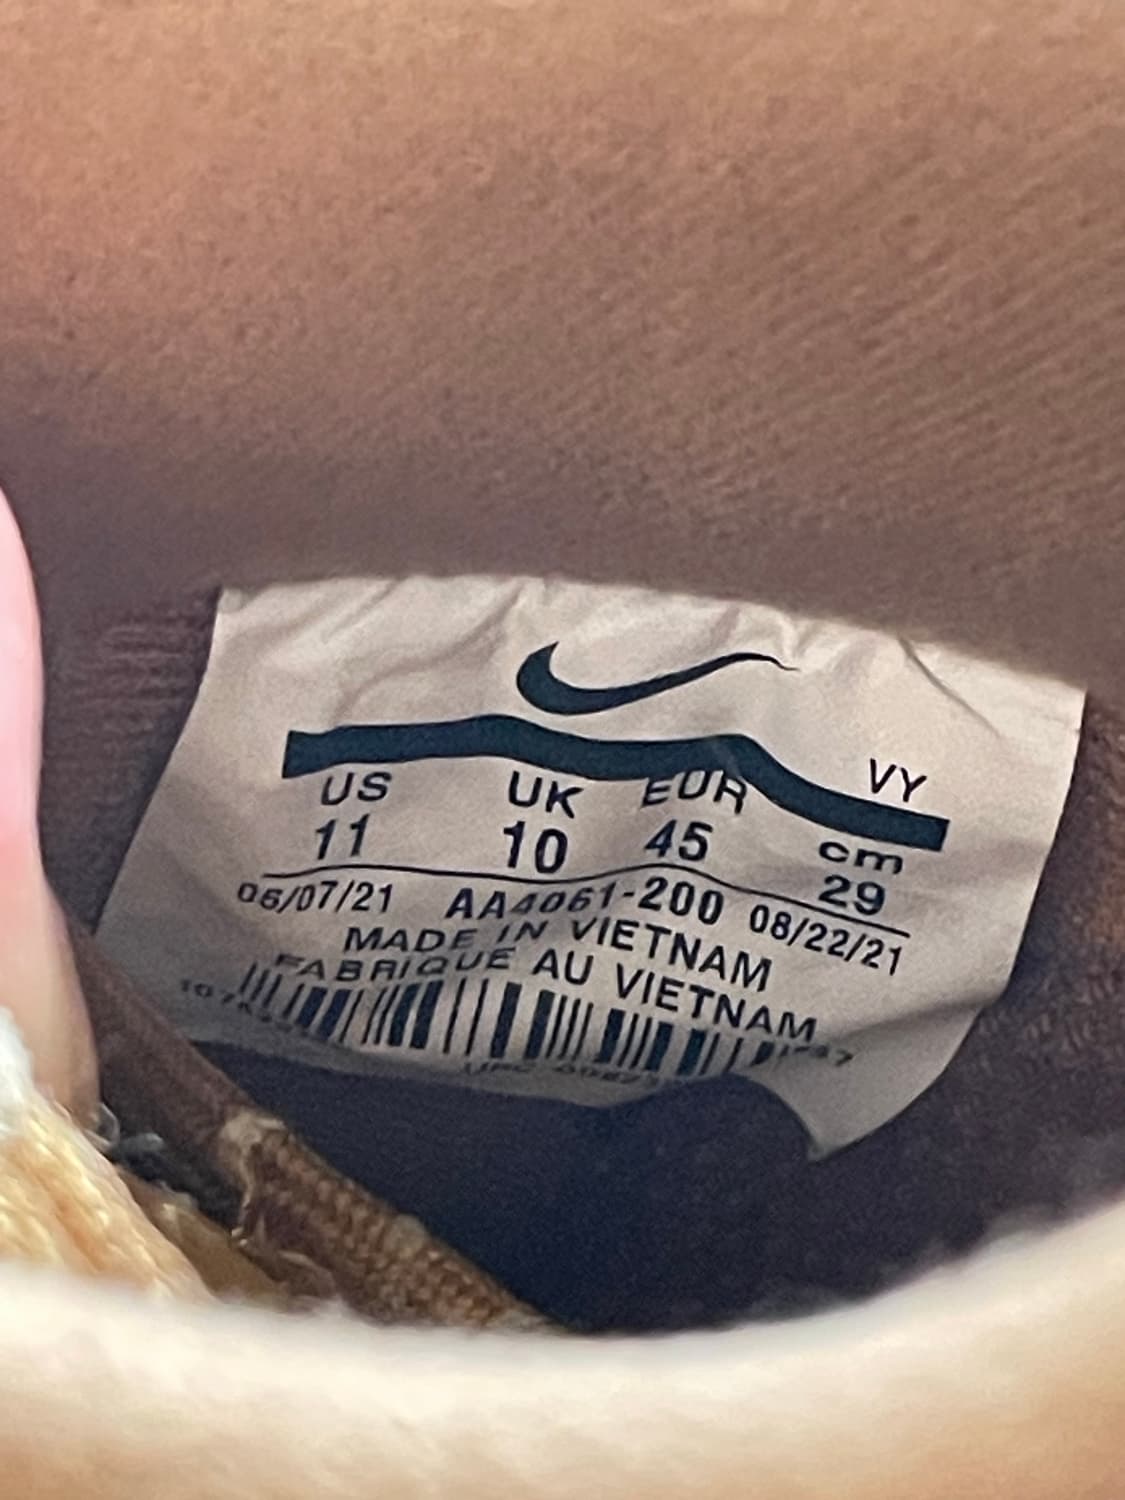 VY
US UK EUR cm
11 10 45 29
06/07/21 AA4061-200 08/22/21
MADE IN VIETNAM
FABRIQUE AU VIETNAM